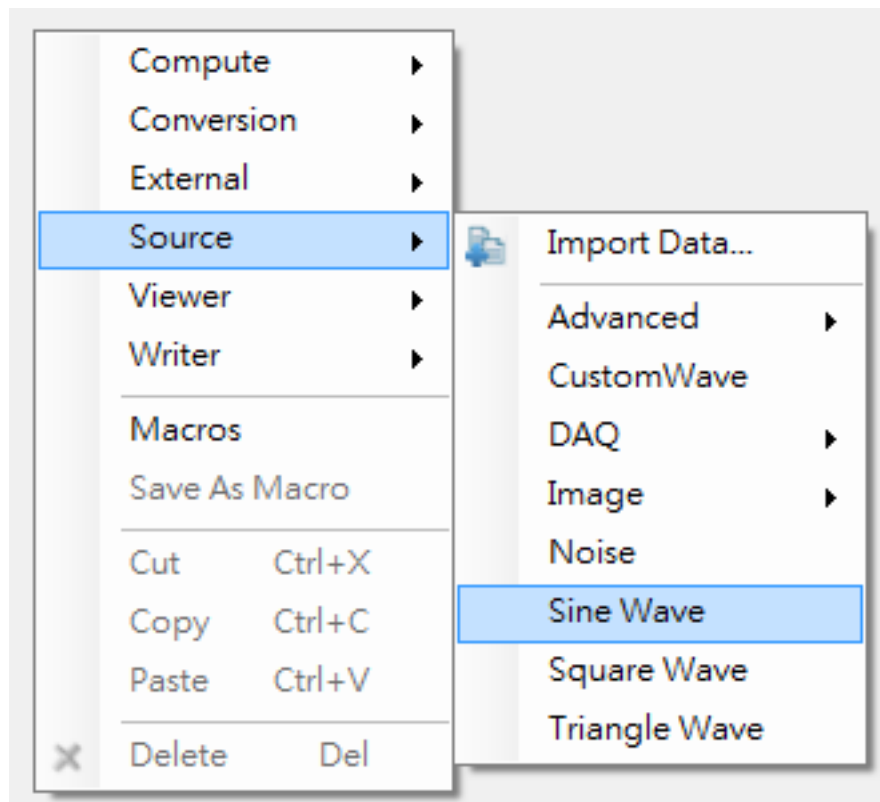 Compute
Conversion
External
Source
Viewer
Writer
Macros
Save As Macro
Cut Ctrl+X
Copy Ctrl+C
Paste Ctrl+V
Delete Del
Import Data...
Advanced
CustomWave
DAQ
Image
Noise
Sine Wave
Square Wave
Triangle Wave